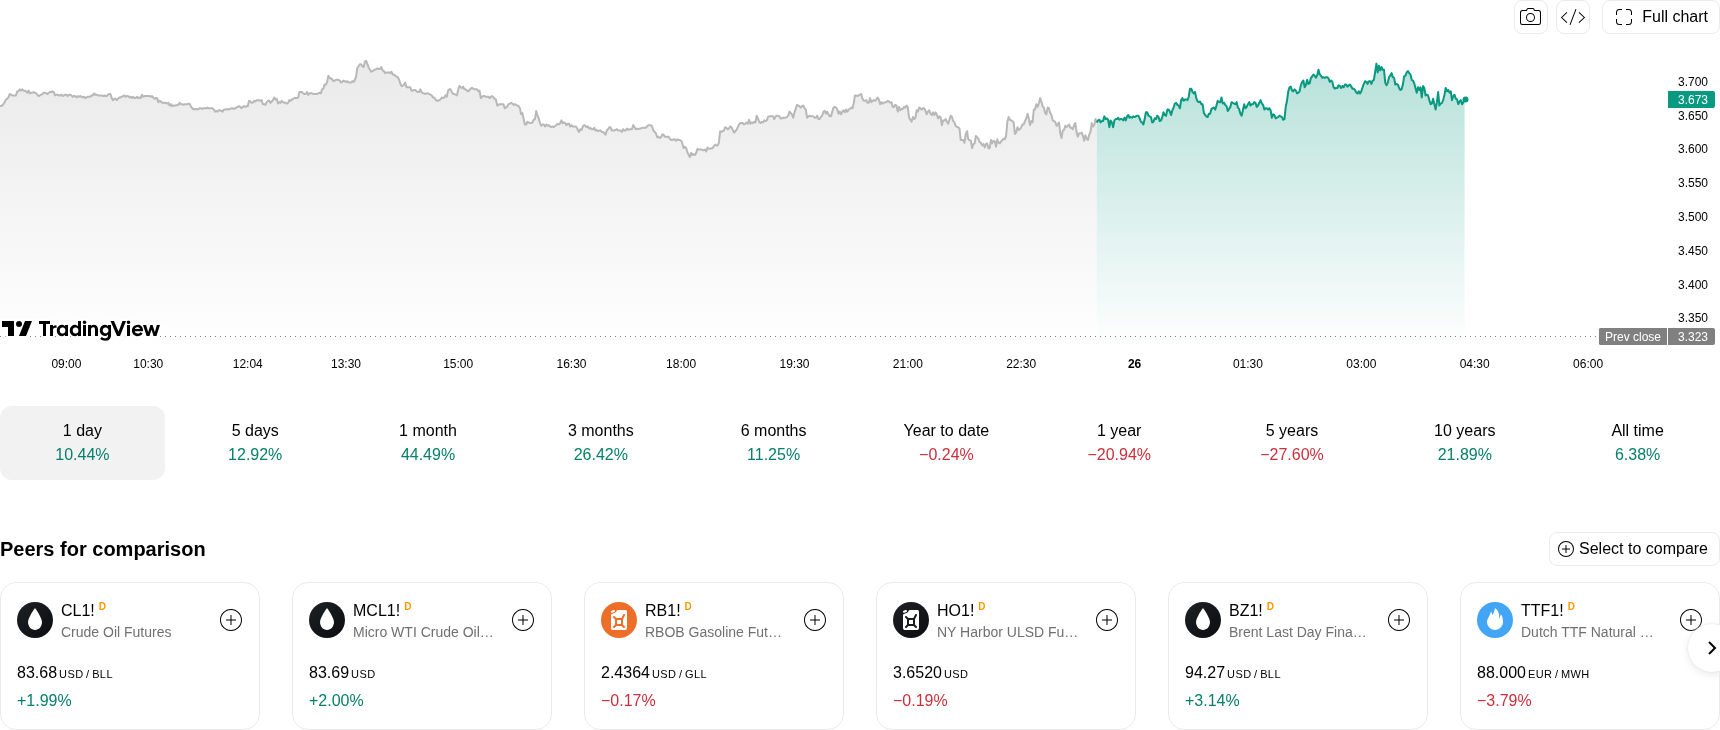 Full chart
3.700
3.673
3.650
3.600
3.550
3.500
3.450
3.400
3.350
TradingView
Prev close 3.323
09:00 10:30 12:04 13:30 15:00 16:30 18:00 19:30 21:00 22:30 26 01:30 03:00 04:30 06:00
1 day 5 days 1 month 3 months 6 months Year to date 1 year 5 years 10 years All time
10.44% 12.92% 44.49% 26.42% 11.25% −0.24% −20.94% −27.60% 21.89% 6.38%
Peers for comparison
Select to compare
CL1! D MCL1! D RB1! D HO1! D BZ1! D TTF1! D
Crude Oil Futures Micro WTI Crude Oil… RBOB Gasoline Fut… NY Harbor ULSD Fu… Brent Last Day Fina… Dutch TTF Natural …
83.68 USD / BLL 83.69 USD 2.4364 USD / GLL 3.6520 USD 94.27 USD / BLL 88.000 EUR / MWH
+1.99% +2.00% −0.17% −0.19% +3.14% −3.79%